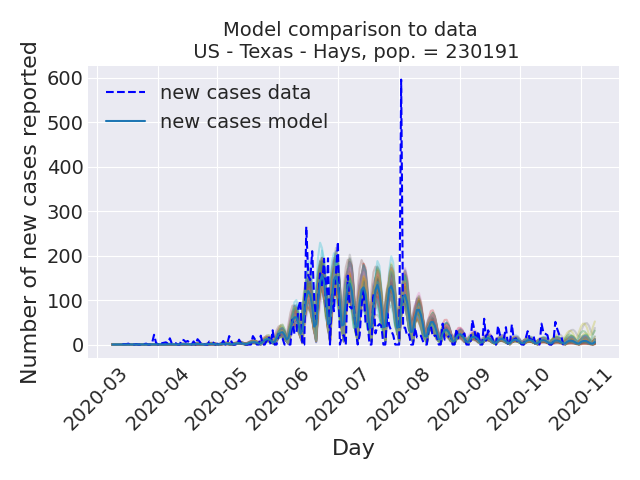 Model comparison to data
US - Texas - Hays, pop. = 230191
Number of new cases reported
600
500
400
300
200
100
0
new cases data
new cases model
2020-03
2020-04
2020-05
2020-06
2020-07
2020-08
2020-09
2020-10
2020-11
Day